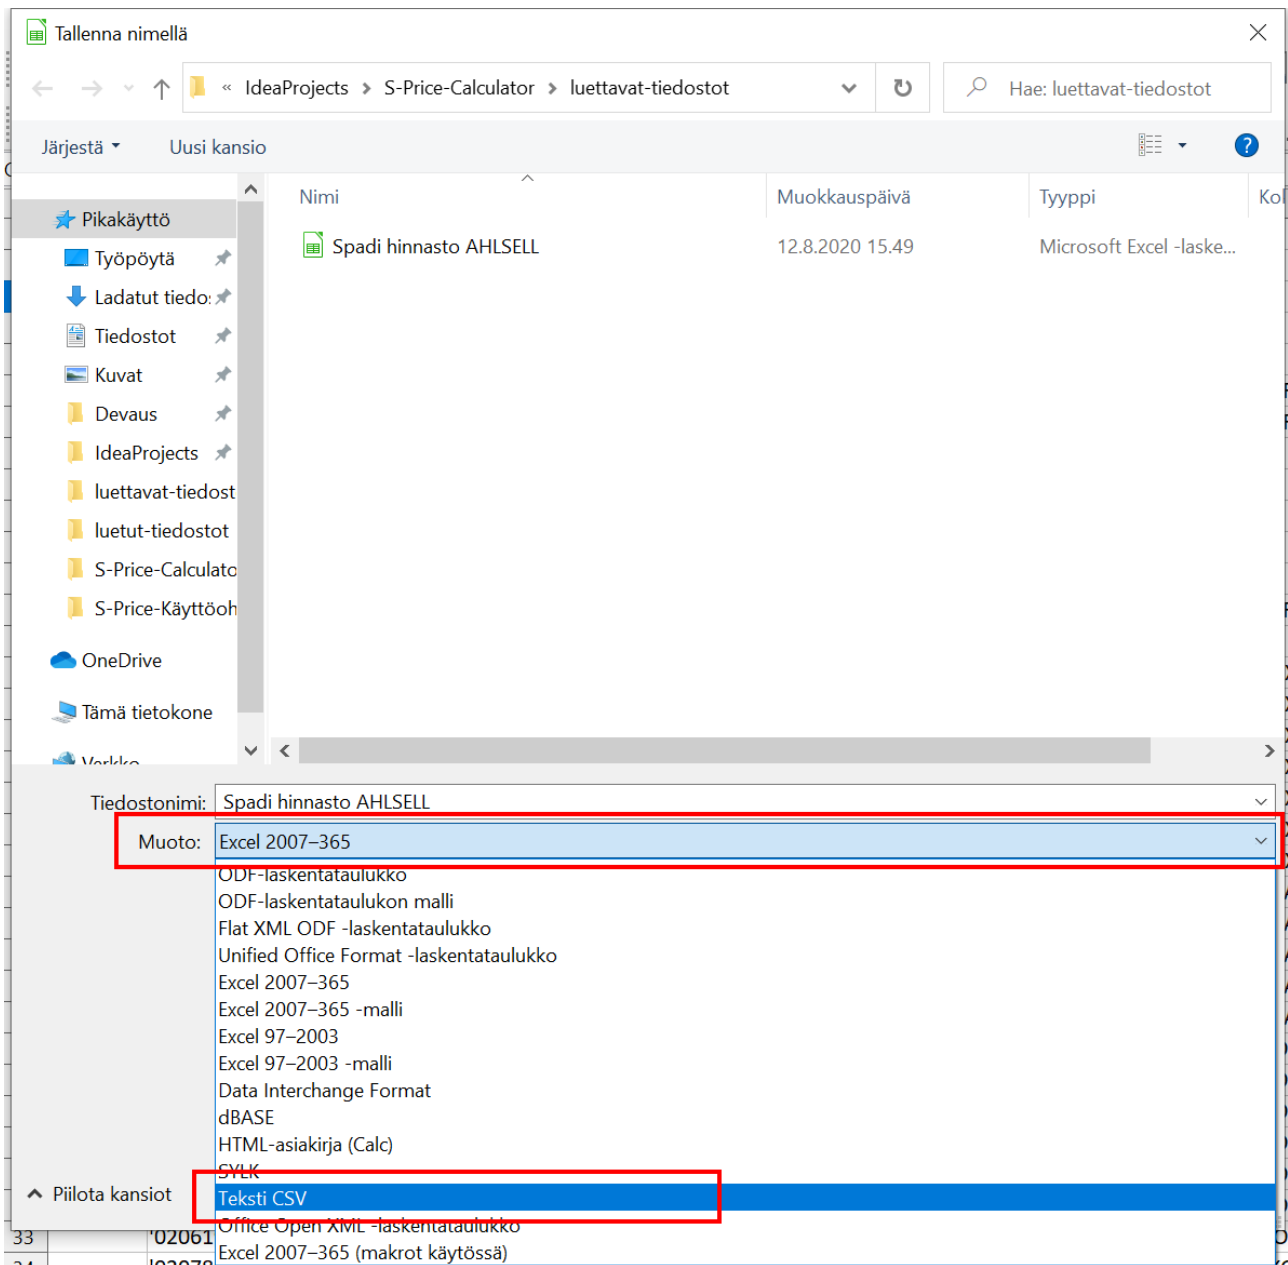 Tallenna nimellä
« IdeaProjects > S-Price-Calculator > luettavat-tiedostot
Hae: luettavat-tiedostot
Järjestä
Uusi kansio
Nimi
Muokkauspäivä
Tyyppi
Kol
Pikakäyttö
Spadi hinnasto AHLSELL
12.8.2020 15.49
Microsoft Excel -laske...
Työpöytä
Ladatut tiedo
Tiedostot
Kuvat
Devaus
IdeaProjects
luettavat-tiedost
luetut-tiedostot
S-Price-Calculato
S-Price-Käyttöoh
OneDrive
Tämä tietokone
Verkko
Tiedostonimi: Spadi hinnasto AHLSELL
Muoto: Excel 2007–365
ODF-laskentataulukko
ODF-laskentataulukon malli
Flat XML ODF -laskentataulukko
Unified Office Format -laskentataulukko
Excel 2007–365
Excel 2007–365 -malli
Excel 97–2003
Excel 97–2003 -malli
Data Interchange Format
dBASE
HTML-asiakirja (Calc)
SYLK
Piilota kansiot
Teksti CSV
Office Open XML -laskentataulukko
33 '02061
Excel 2007–365 (makrot käytössä)